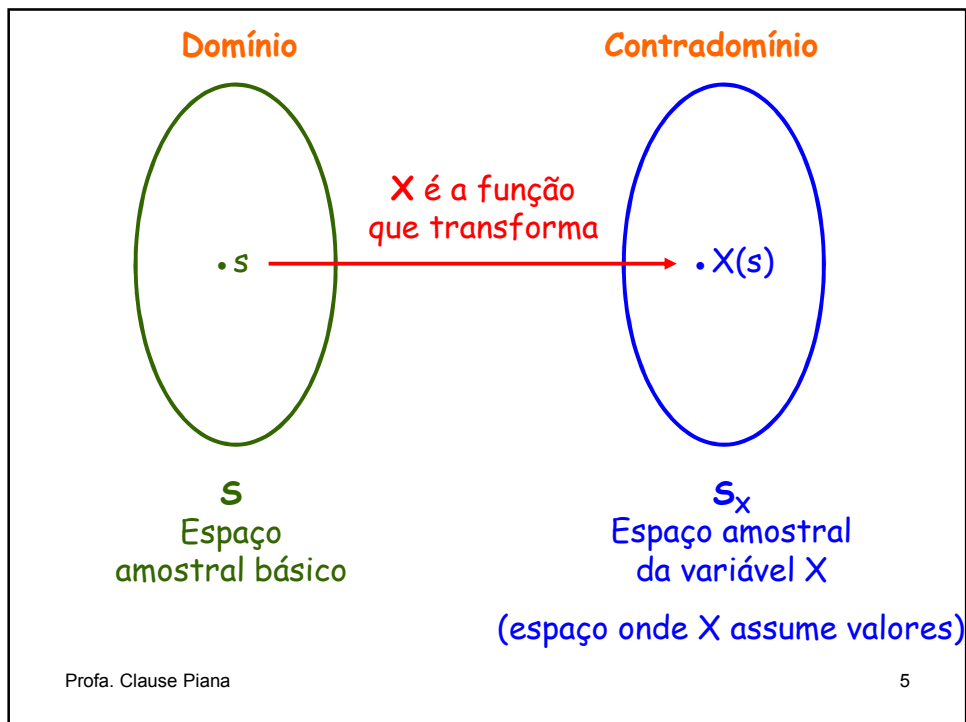 Domínio
Contradomínio
X é a função
que transforma
• s
• X(s)
S
Espaço
amostral básico
Sₓ
Espaço amostral
da variável X
(espaço onde X assume valores)
Profa. Clause Piana
5